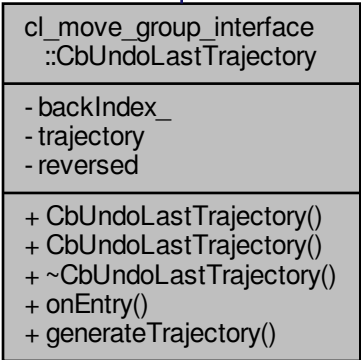 cl_move_group_interface
::CbUndoLastTrajectory
- backIndex_
- trajectory
- reversed
+ CbUndoLastTrajectory()
+ CbUndoLastTrajectory()
+ ~CbUndoLastTrajectory()
+ onEntry()
+ generateTrajectory()